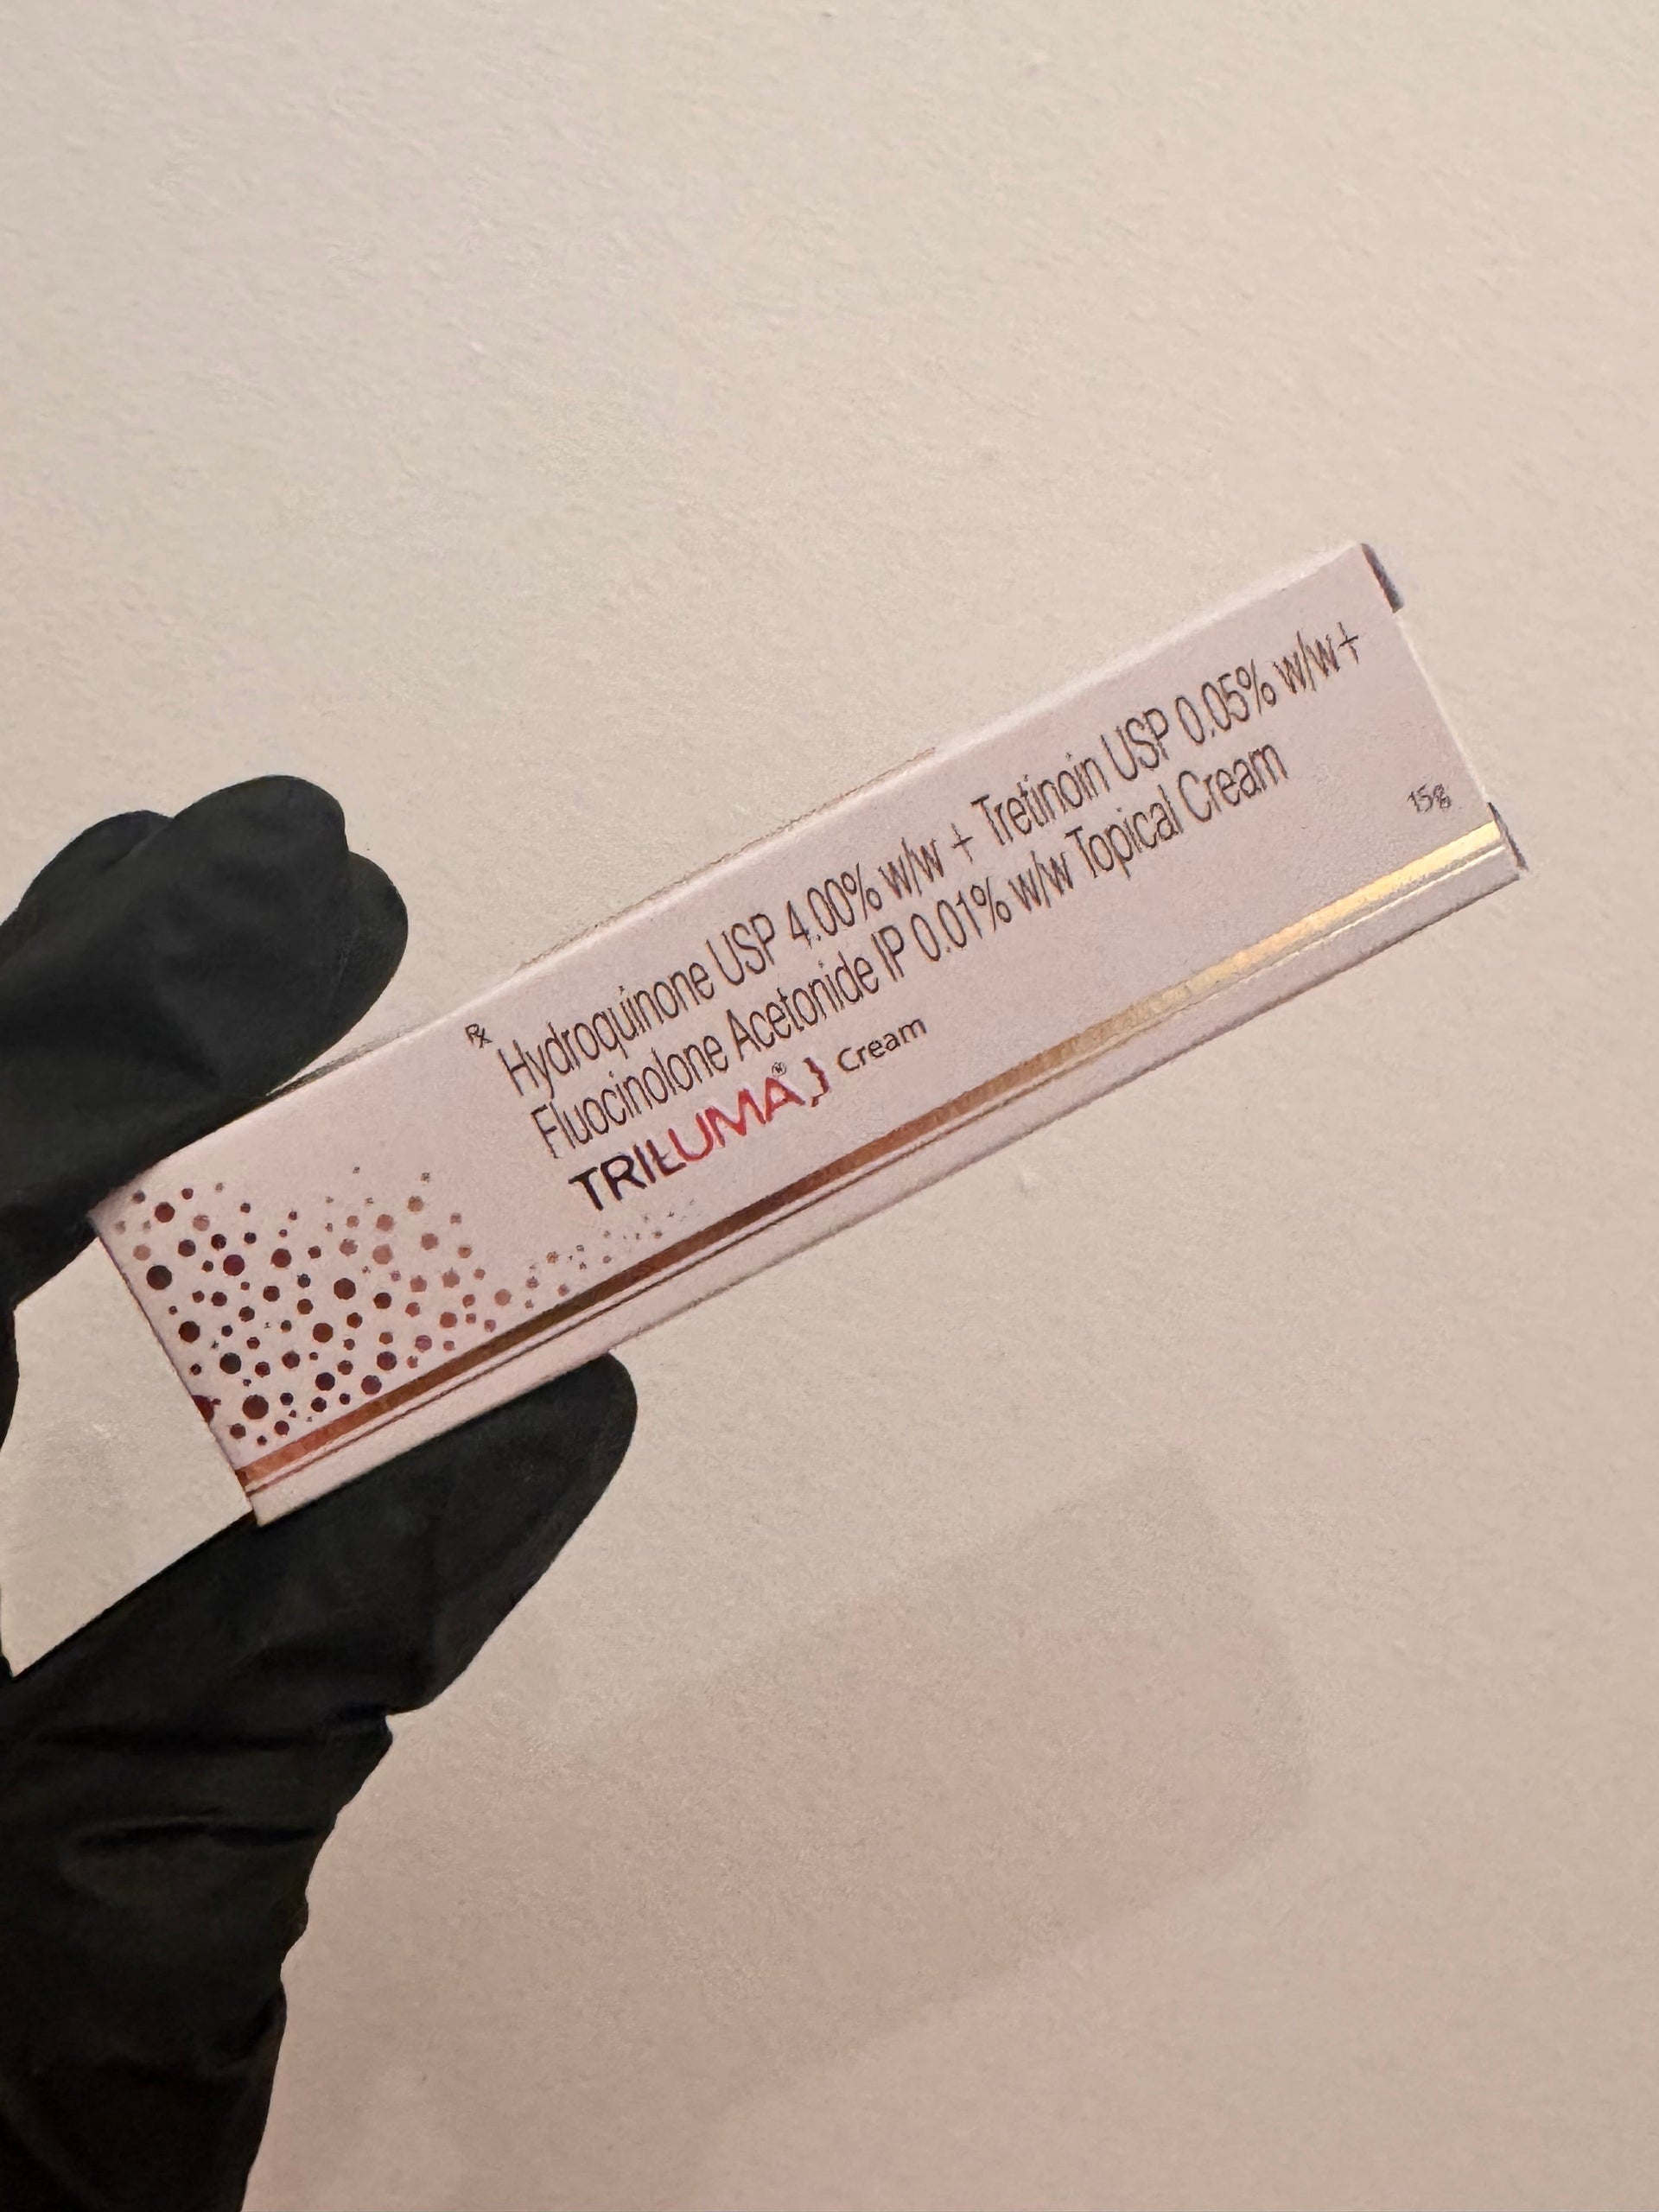 ℞
Hydroquinone USP 4.00% w/w + Tretinoin USP 0.05% w/w +
Fluocinolone Acetonide IP 0.01% w/w Topical Cream
TRILUMA® Cream
15g